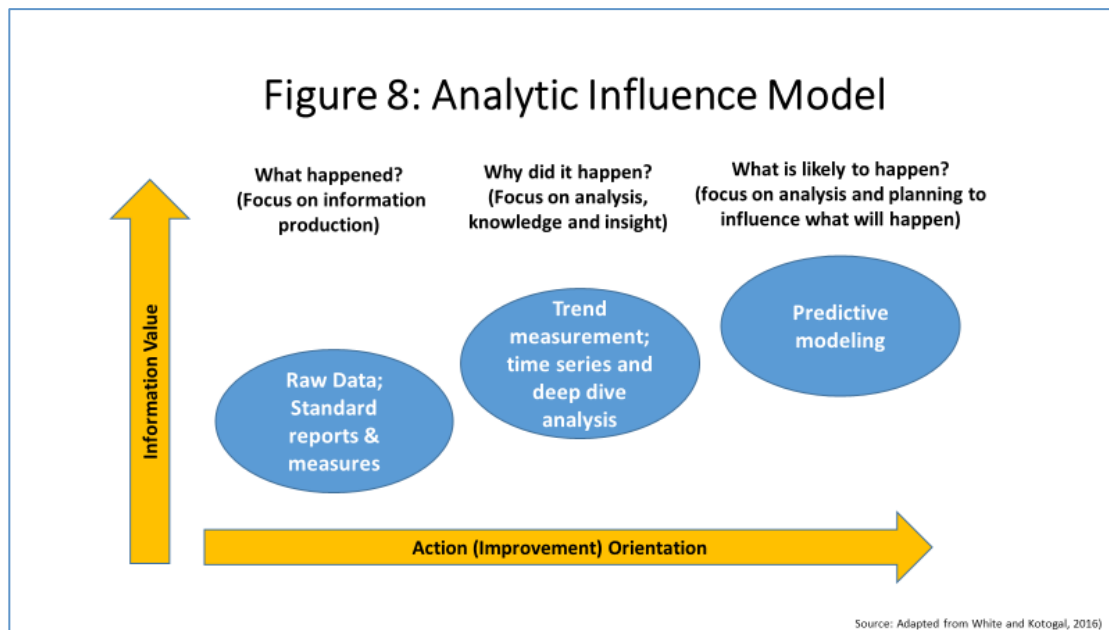 Figure 8: Analytic Influence Model
What happened?
(Focus on information
production)
Why did it happen?
(Focus on analysis,
knowledge and insight)
What is likely to happen?
(focus on analysis and planning to
influence what will happen)
Information Value
Raw Data;
Standard
reports &
measures
Trend
measurement;
time series and
deep dive
analysis
Predictive
modeling
Action (Improvement) Orientation
Source: Adapted from White and Kotogal, 2016)